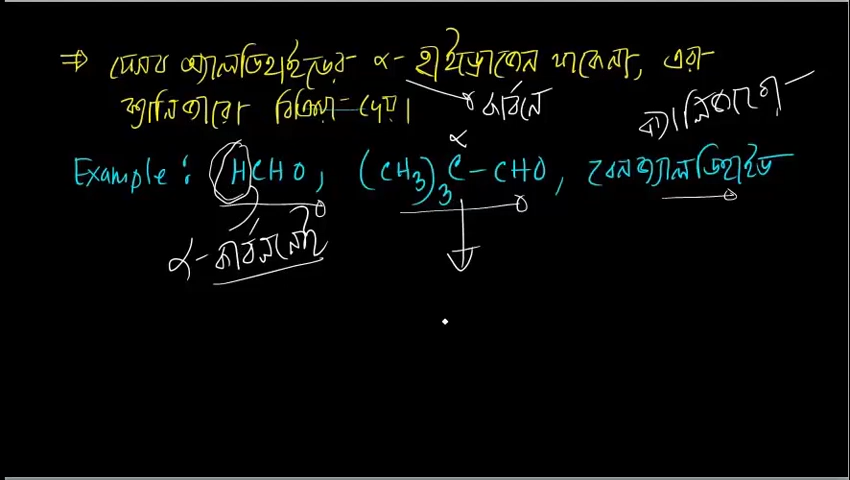 ⇒ যেসব অ্যালডিহাইডের α- হাইড্রোজেন থাকেনা, এরা
ক্যানিজারো বিক্রিয়া দেয়।
কার্বনে
ক্যানিজারো
α
Example: HCHO, (CH₃)₃C-CHO, বেনজ্যালডিহাইড
α-কার্বন নেই